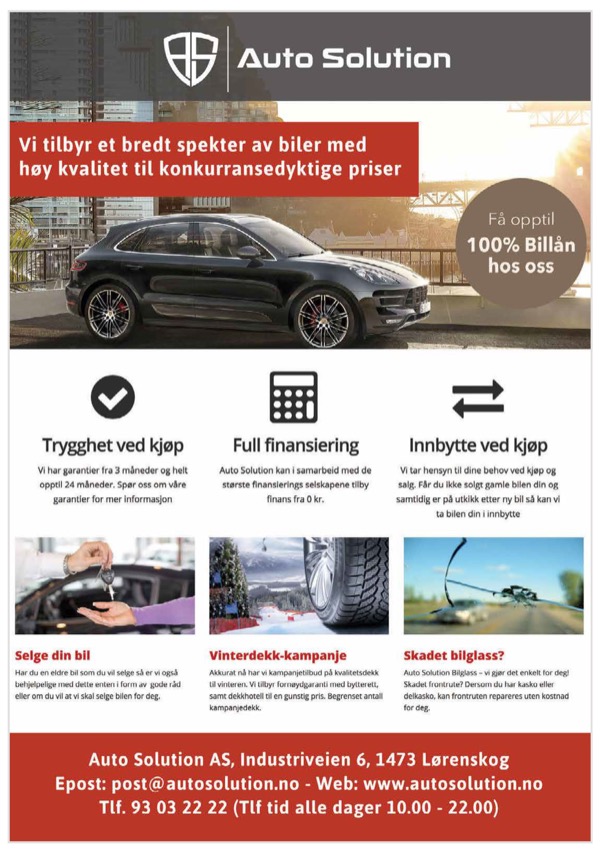 AS
Auto Solution
Vi tilbyr et bredt spekter av biler med
høy kvalitet til konkurransedyktige priser
Få opptil
100% Billån
hos oss
Trygghet ved kjøp
Vi har garantier fra 3 måneder og helt
opptil 24 måneder. Spør oss om våre
garantier for mer informasjon
Full finansiering
Auto Solution kan i samarbeid med de
største finansierings selskapene tilby
finans fra 0 kr.
Innbytte ved kjøp
Vi tar hensyn til dine behov ved kjøp og
salg. Får du ikke solgt gamle bilen din og
samtidig er på utkikk etter ny bil så kan vi
ta bilen din i innbytte
Selge din bil
Har du en eldre bil som du vil selge så er vi også
behjelpelige med dette enten i form av gode råd
eller om du vil at vi skal selge bilen for deg.
Vinterdekk-kampanje
Akkurat nå har vi kampanjetilbud på kvalitetsdekk
til vinteren. Vi tilbyr fornøydgaranti med bytterett,
samt dekkhotell til en gunstig pris. Begrenset antall
kampanjedekk.
Skadet bilglass?
Auto Solution Bilglass – vi gjør det enkelt for deg!
Skadet frontrute? Dersom du har kasko eller
delkasko, kan frontruten repareres uten kostnad
for deg.
Auto Solution AS, Industriveien 6, 1473 Lørenskog
Epost: post@autosolution.no - Web: www.autosolution.no
Tlf. 93 03 22 22 (Tlf tid alle dager 10.00 - 22.00)